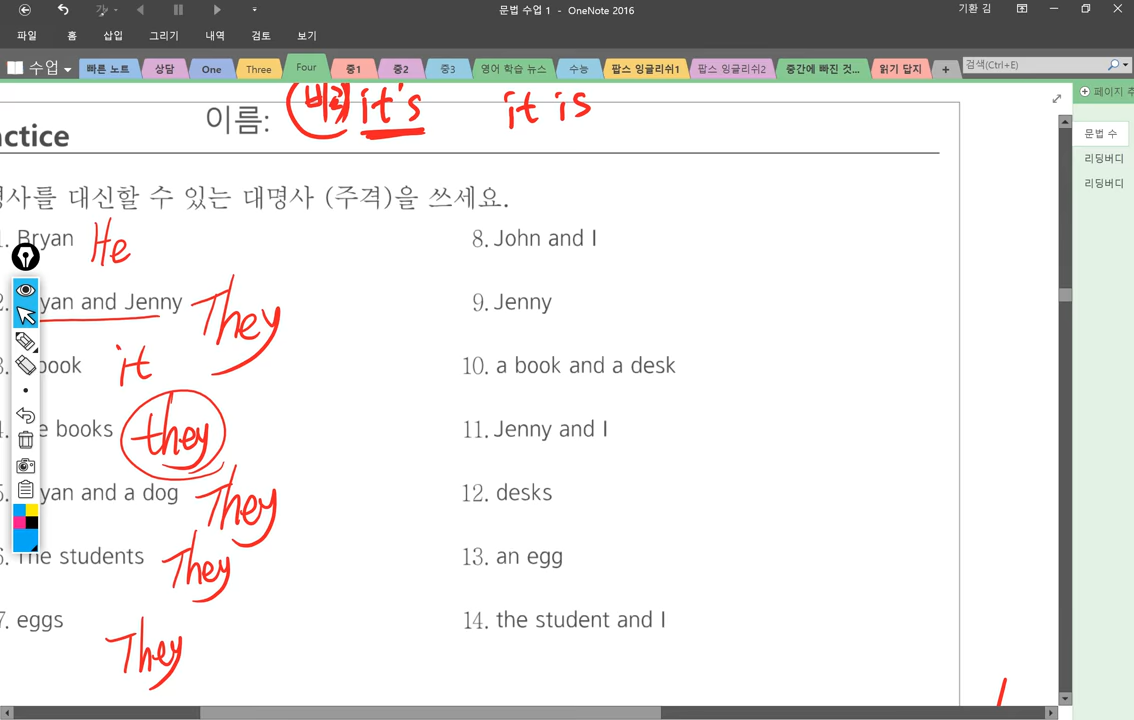 문법 수업 1 - OneNote 2016
기환 김
파일 홈 삽입 그리기 내역 검토 보기
수업 빠른 노트 상담 One Three Four 중1 중2 중3 영어 학습 뉴스 수능 팝스 잉글리쉬1 팝스 잉글리쉬2 중간에 빠진 것... 읽기 답지 + 검색(Ctrl+E)
페이지 추
문법 수
리딩버디
리딩버디
이름: it's it is
actice
명사를 대신할 수 있는 대명사 (주격)을 쓰세요.
1. Bryan He
yan and Jenny They
book it
e books they
yan and a dog They
6. The students They
7. eggs They
8. John and I
9. Jenny
10. a book and a desk
11. Jenny and I
12. desks
13. an egg
14. the student and I